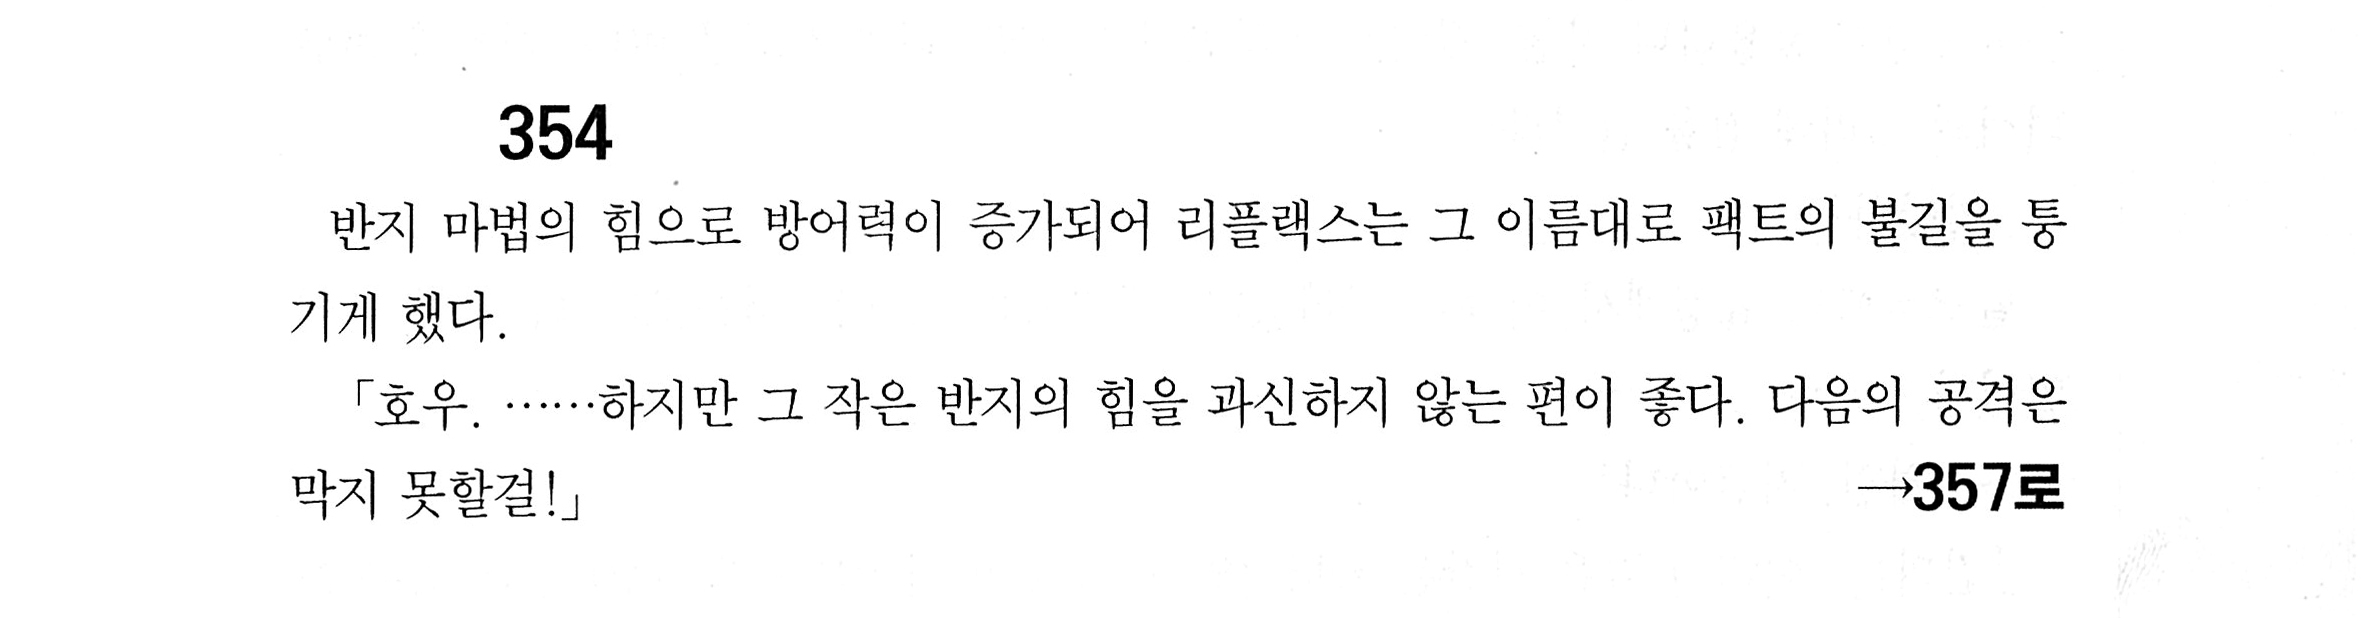 354
반지 마법의 힘으로 방어력이 증가되어 리플랙스는 그 이름대로 팩트의 불길을 퉁
기게 했다.
「호우. ……하지만 그 작은 반지의 힘을 과신하지 않는 편이 좋다. 다음의 공격은
막지 못할걸!」 →357로